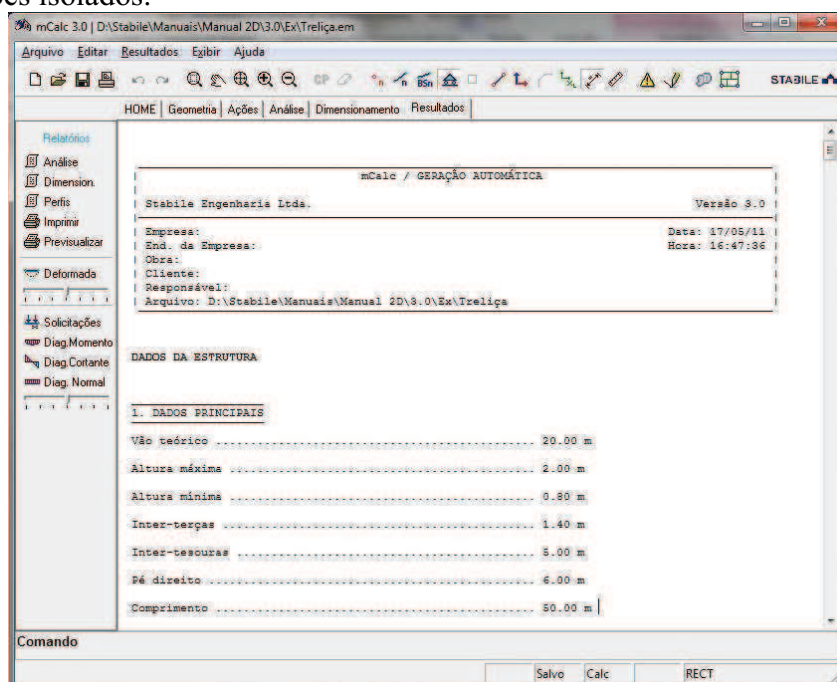 ões isolados.
mCalc 3.0 | D:\Stabile\Manuais\Manual 2D\3.0\Ex\Treliça.em
Arquivo Editar Resultados Exibir Ajuda
STABILE
HOME | Geometria | Ações | Análise | Dimensionamento | Resultados
Relatórios
Análise
Dimension.
Perfis
Imprimir
Previsualizar
Deformada
Solicitações
Diag.Momento
Diag.Cortante
Diag. Normal
mCalc / GERAÇÃO AUTOMÁTICA
Stabile Engenharia Ltda. Versão 3.0
Empresa: Data: 17/05/11
End. da Empresa: Hora: 16:47:36
Obra:
Cliente:
Responsável:
Arquivo: D:\Stabile\Manuais\Manual 2D\3.0\Ex\Treliça
DADOS DA ESTRUTURA
1. DADOS PRINCIPAIS
Vão teórico .............................................. 20.00 m
Altura máxima ............................................ 2.00 m
Altura mínima ............................................ 0.80 m
Inter-terças ............................................. 1.40 m
Inter-tesouras ........................................... 5.00 m
Pé direito ............................................... 6.00 m
Comprimento .............................................. 50.00 m
Comando
Salvo Calc RECT